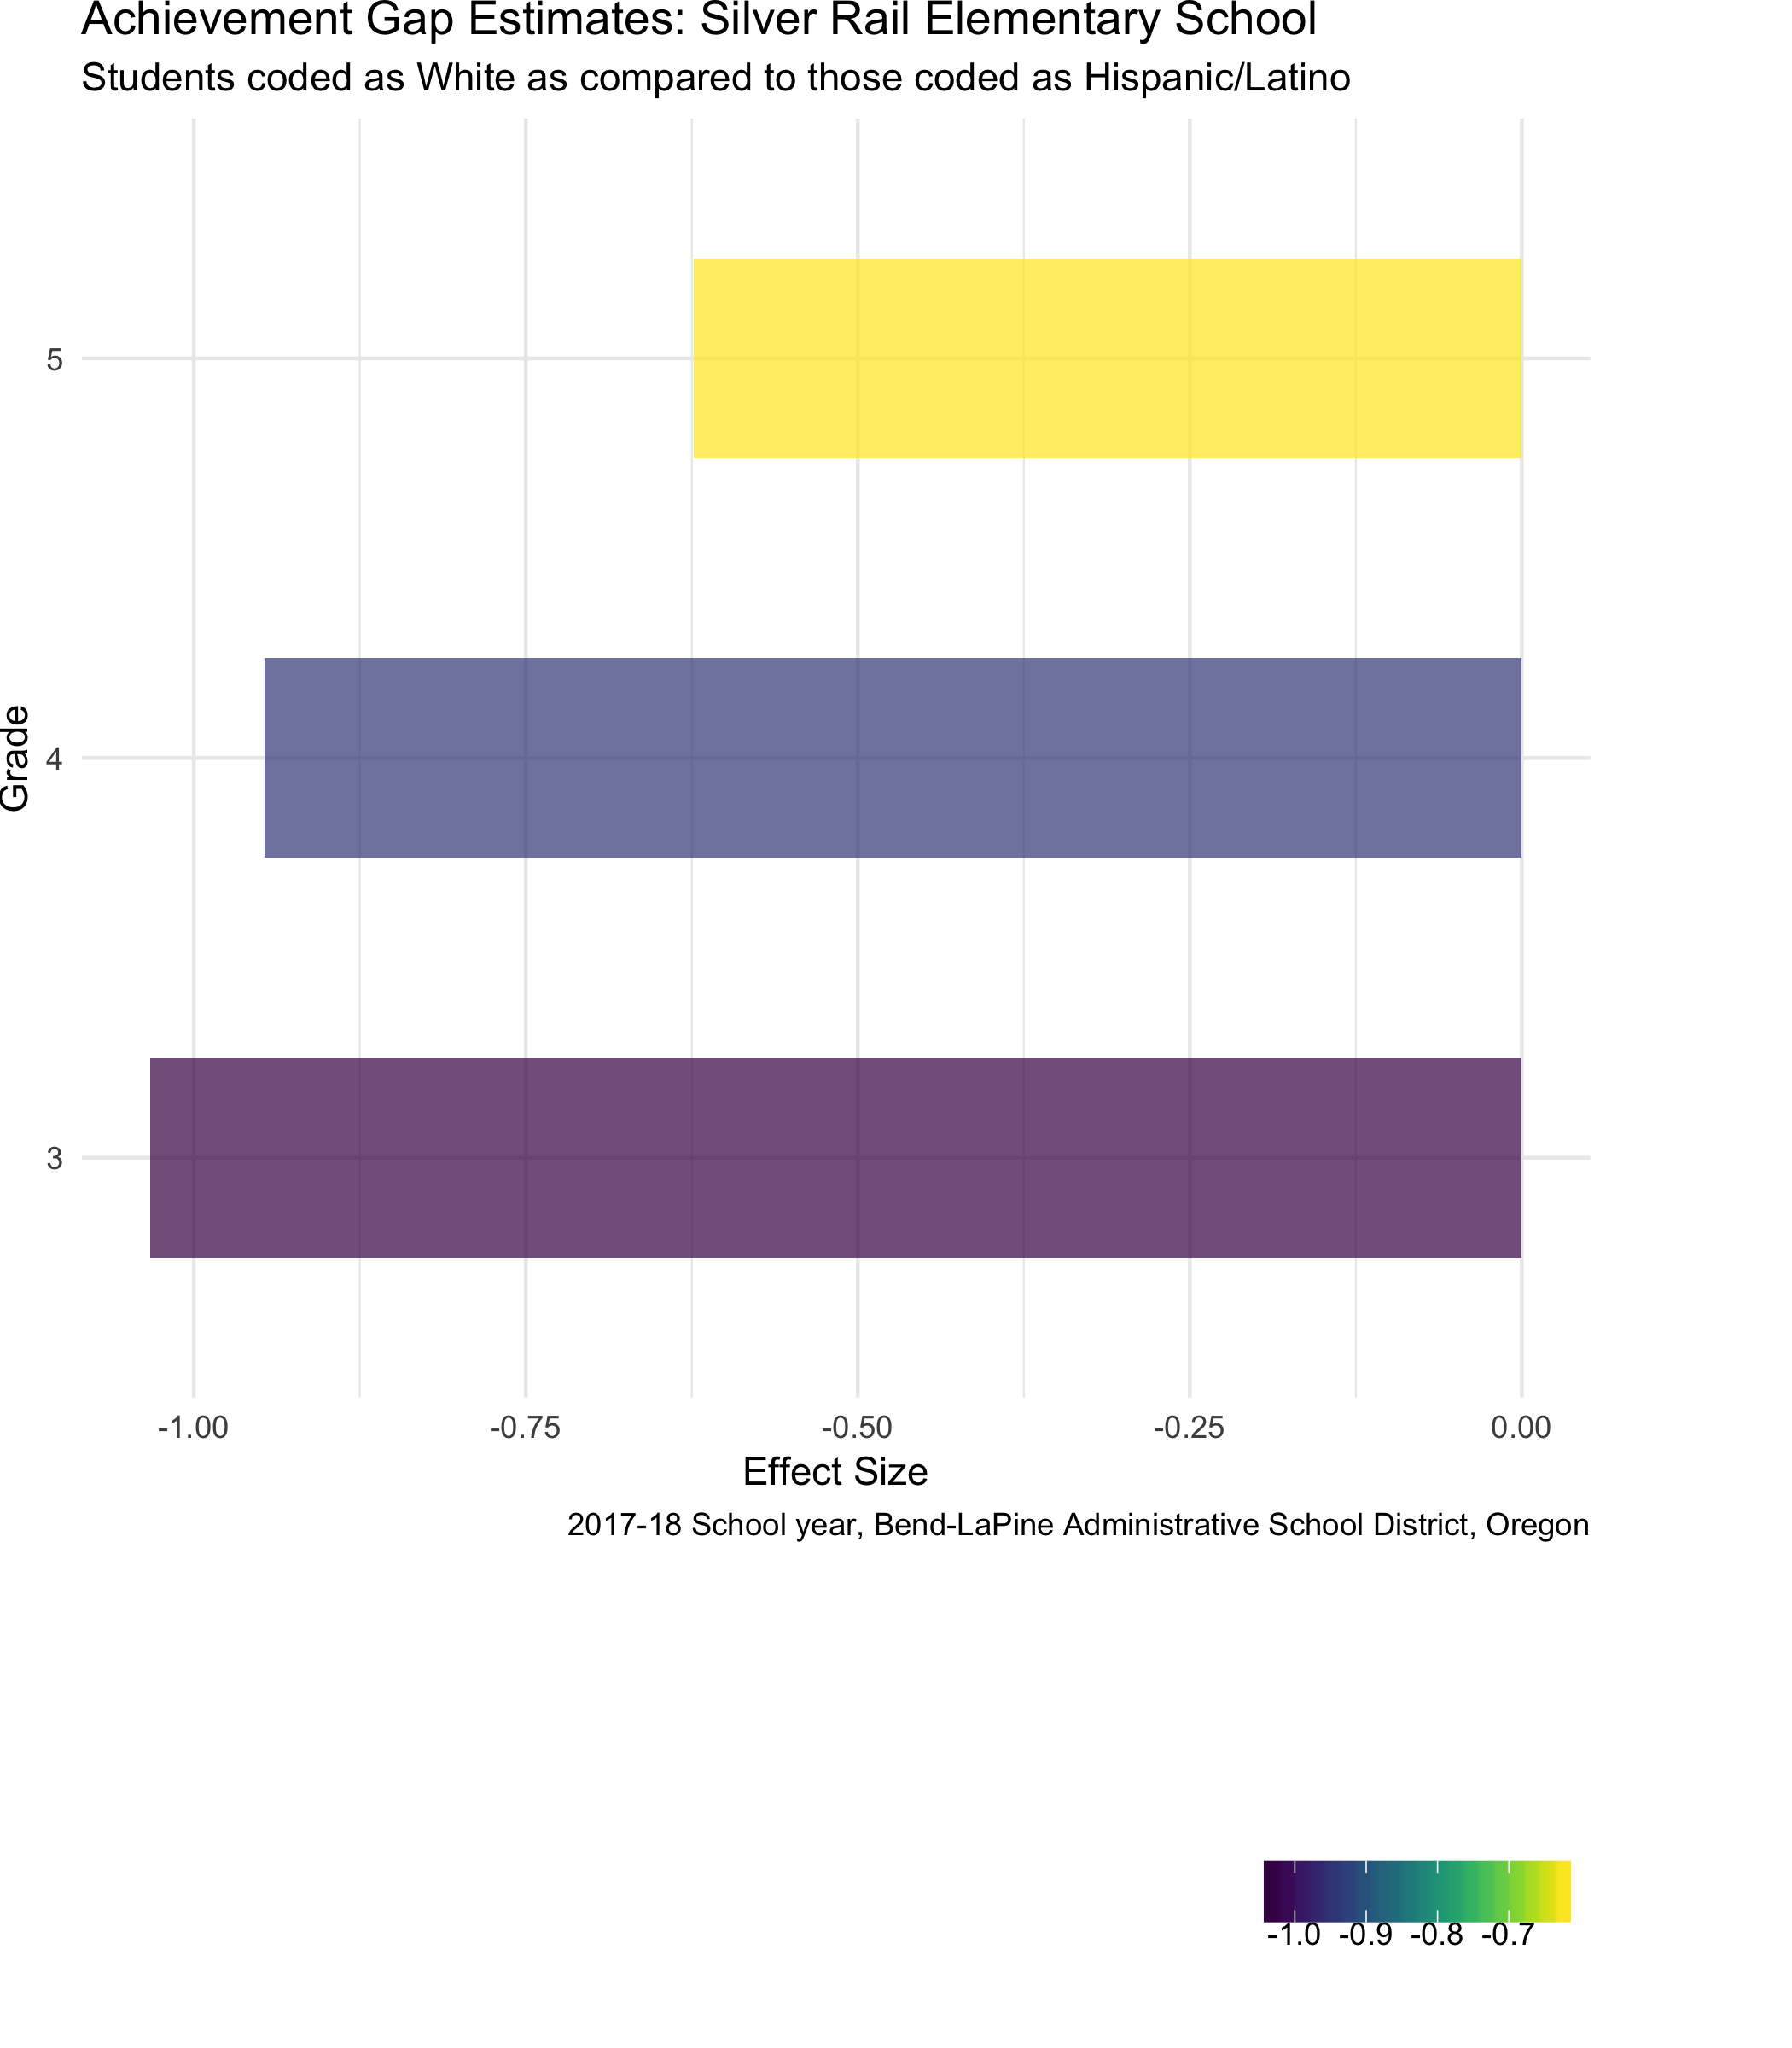 Achievement Gap Estimates: Silver Rail Elementary School
Students coded as White as compared to those coded as Hispanic/Latino
5
4
3
Grade
-1.00 -0.75 -0.50 -0.25 0.00
Effect Size
2017-18 School year, Bend-LaPine Administrative School District, Oregon
-1.0 -0.9 -0.8 -0.7